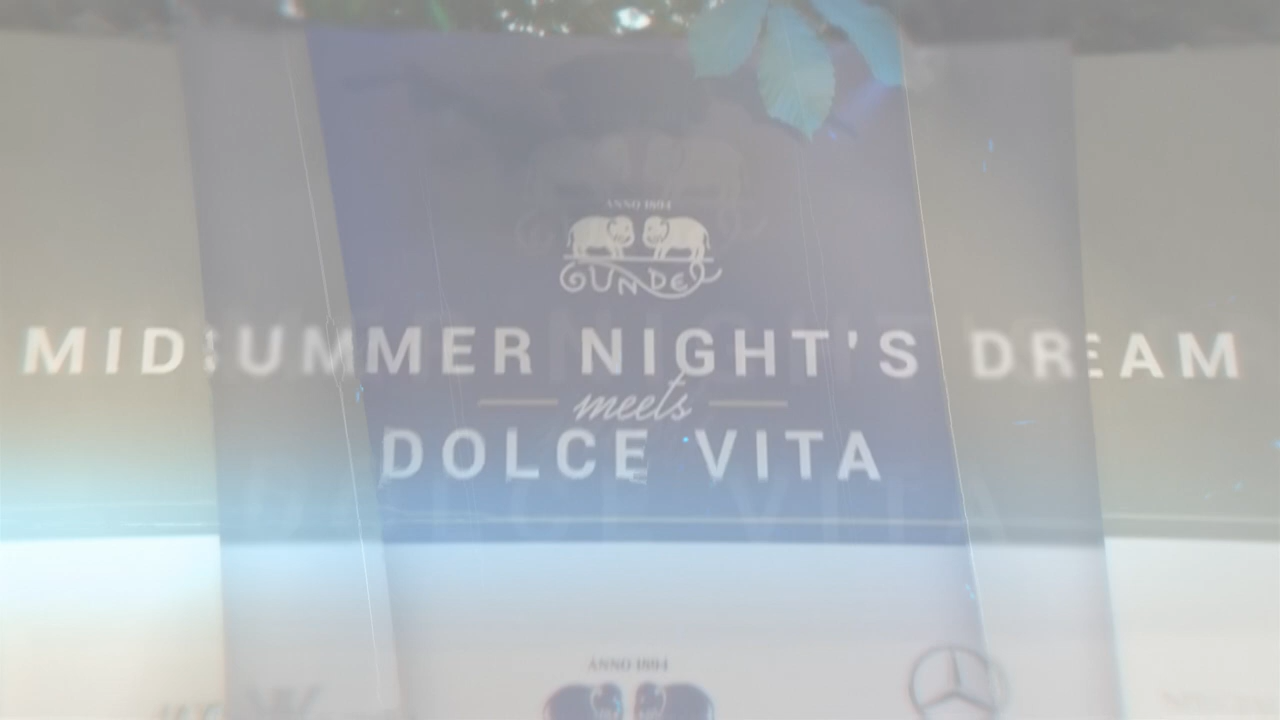 ANNO 1894
GUNDEL
MIDSUMMER NIGHT'S DREAM
meets
DOLCE VITA
ANNO 1894